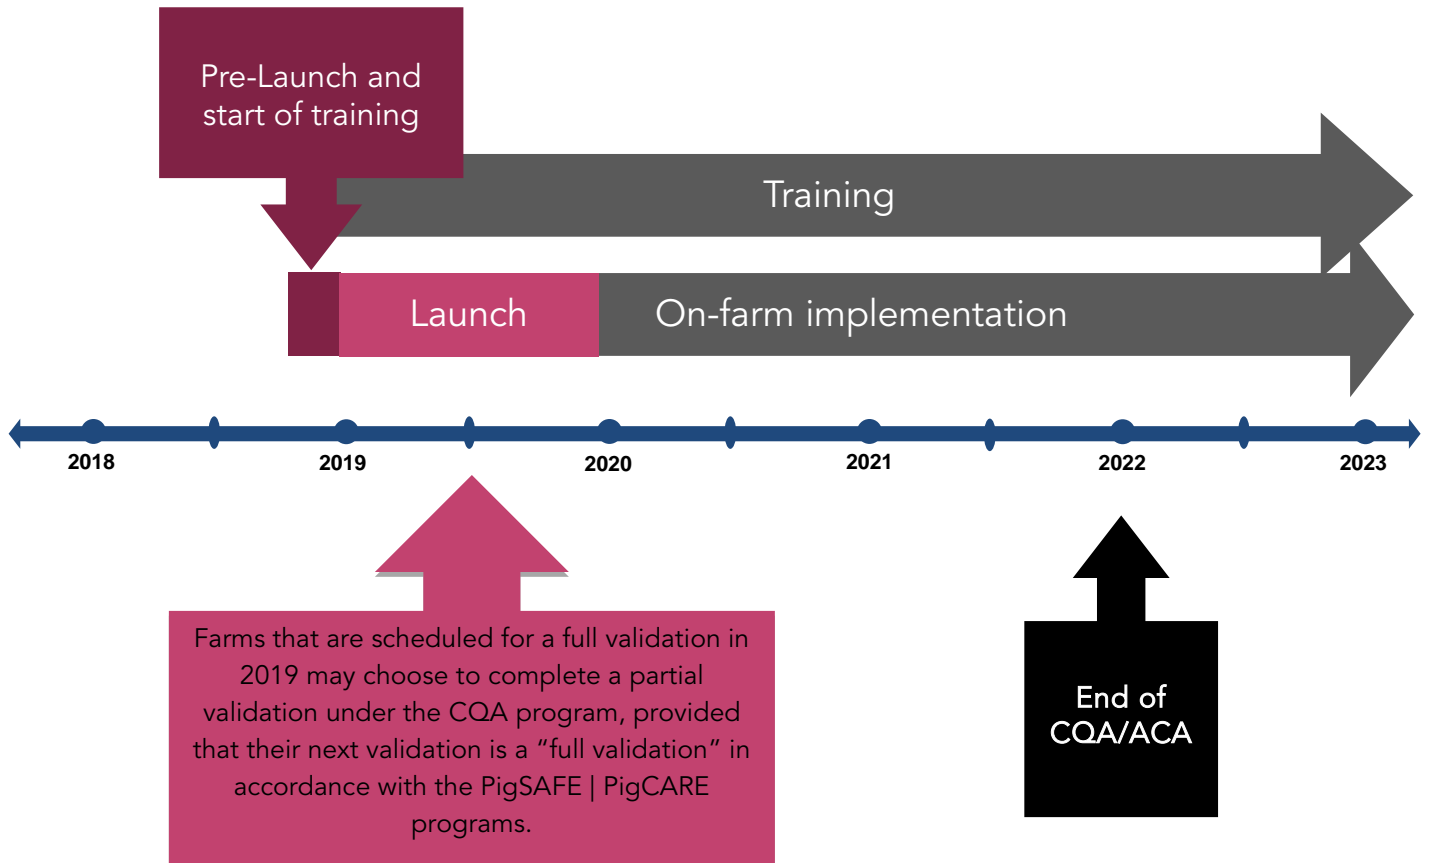 Pre-Launch and
start of training
Training
Launch
On-farm implementation
2018
2019
2020
2021
2022
2023
Farms that are scheduled for a full validation in
2019 may choose to complete a partial
validation under the CQA program, provided
that their next validation is a “full validation” in
accordance with the PigSAFE | PigCARE
programs.
End of
CQA/ACA